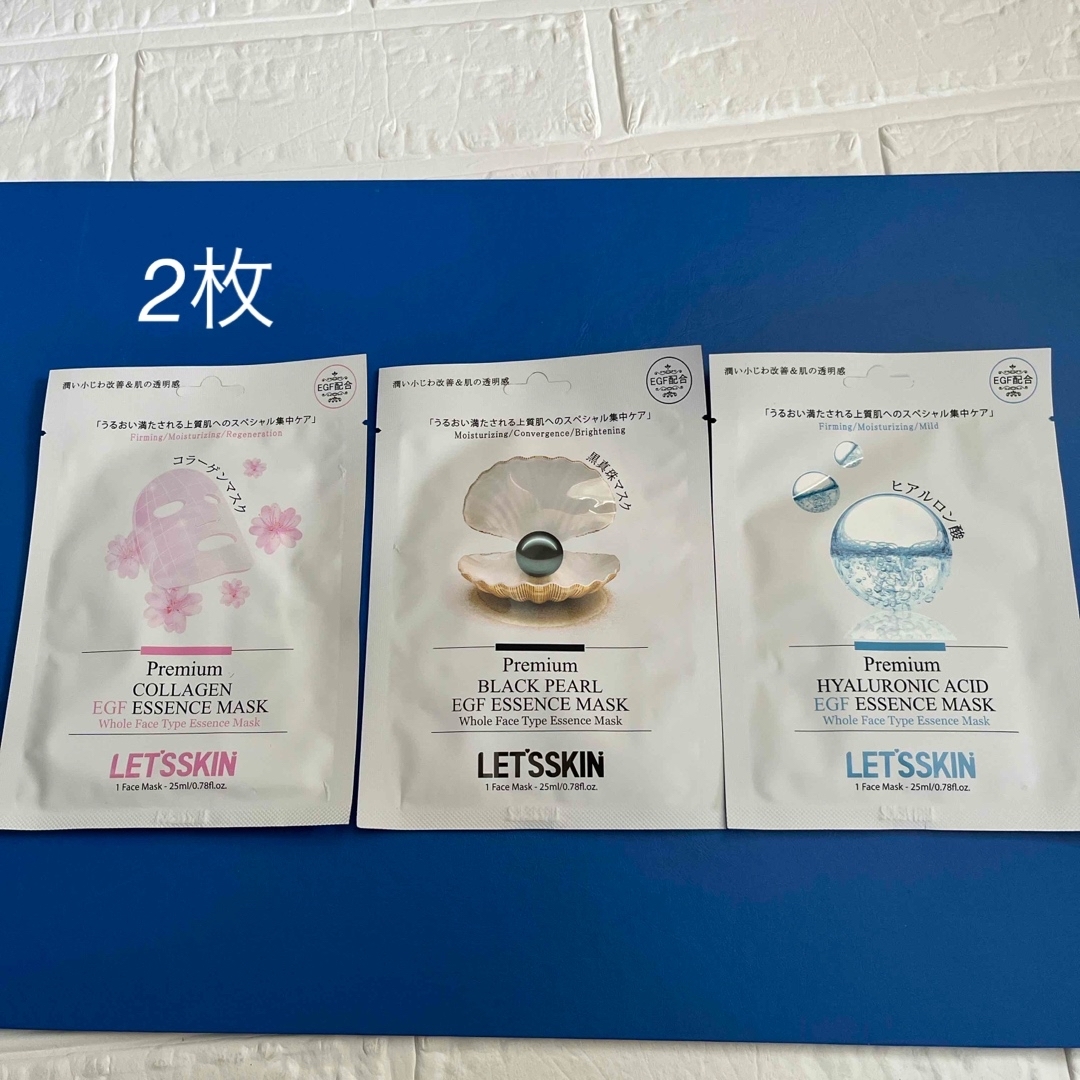 2枚
潤い小じわ改善＆肌の透明感
EGF配合
「うるおい満たされる上質肌へのスペシャル集中ケア」
Firming/Moisturizing/Regeneration
コラーゲンマスク
Premium
COLLAGEN
EGF ESSENCE MASK
Whole Face Type Essence Mask
LET'SSKIN
1 Face Mask - 25ml/0.78fl.oz.
潤い小じわ改善＆肌の透明感
EGF配合
「うるおい満たされる上質肌へのスペシャル集中ケア」
Moisturizing/Convergence/Brightening
黒真珠マスク
Premium
BLACK PEARL
EGF ESSENCE MASK
Whole Face Type Essence Mask
LET'SSKIN
1 Face Mask - 25ml/0.78fl.oz.
潤い小じわ改善＆肌の透明感
EGF配合
「うるおい満たされる上質肌へのスペシャル集中ケア」
Firming/Moisturizing/Mild
ヒアルロン酸
Premium
HYALURONIC ACID
EGF ESSENCE MASK
Whole Face Type Essence Mask
LET'SSKIN
1 Face Mask - 25ml/0.78fl.oz.